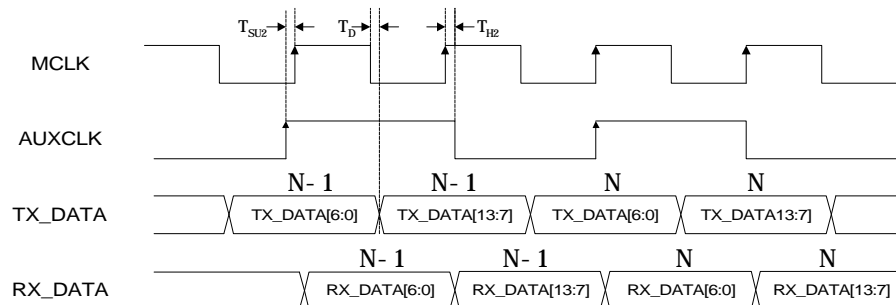 T_SU2 T_D T_H2
MCLK
AUXCLK
N-1 N-1 N N
TX_DATA TX_DATA[6:0] TX_DATA[13:7] TX_DATA[6:0] TX_DATA13:7]
N-1 N-1 N N
RX_DATA RX_DATA[6:0] RX_DATA[13:7] RX_DATA[6:0] RX_DATA[13:7]